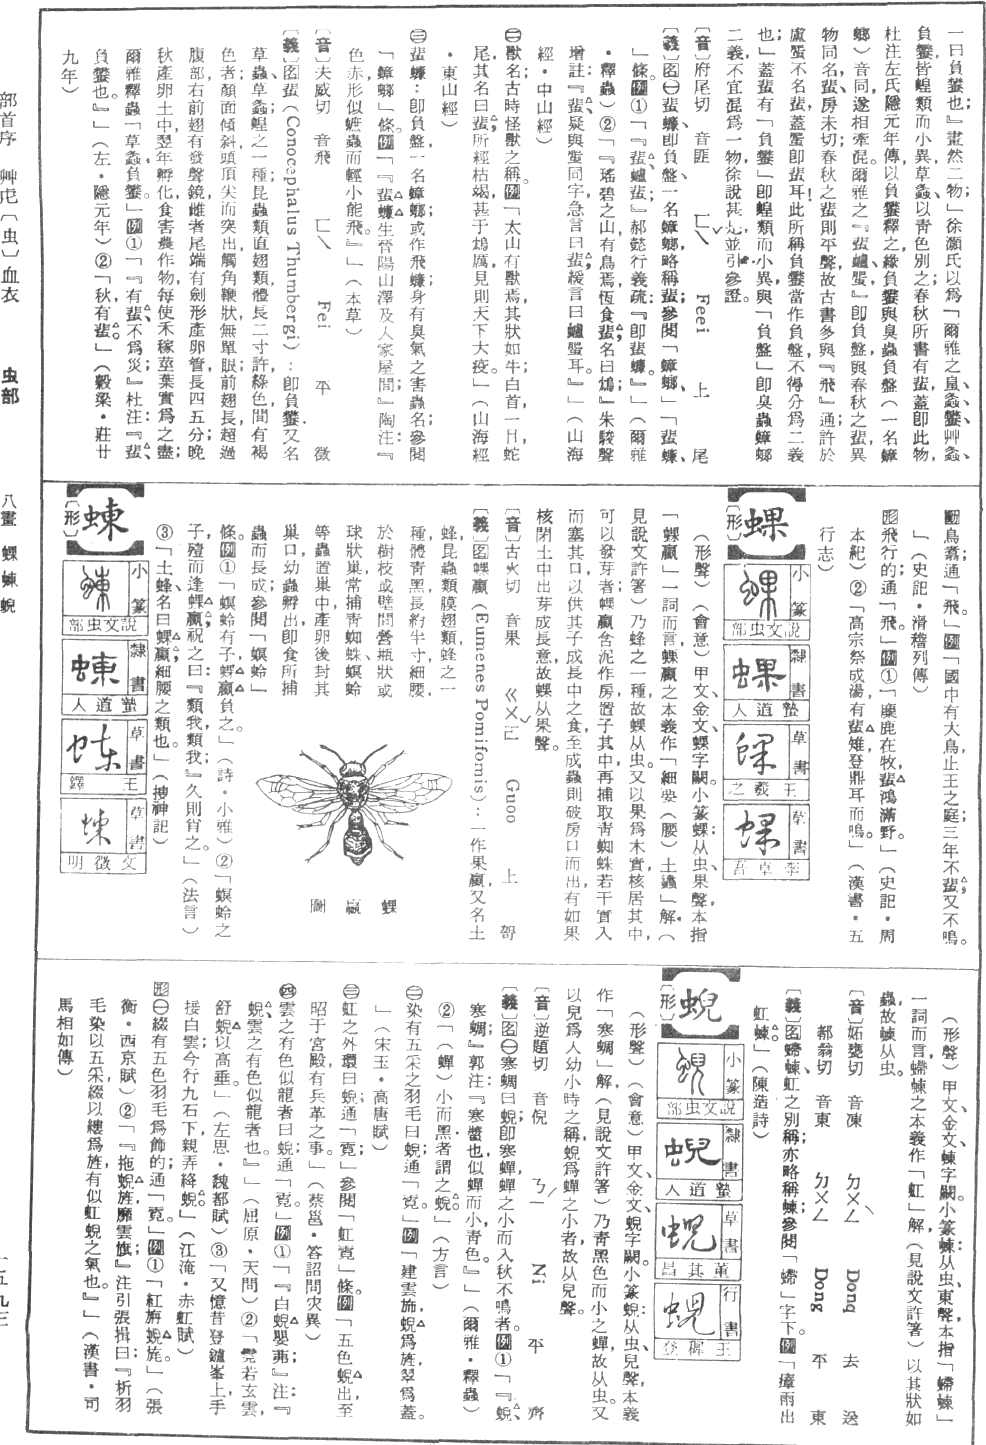 一曰負蠜也』畫然二物」徐灝氏以爲「爾雅之蛗螽蠜、艸螽、
負蠜皆蝗類而小異草螽以青色別之；春秋所書有蜚蓋卽此物，
杜注左氏隱元年傳以負蠜釋之緣負蠜與臭蟲負盤（一名蟑
螂）音同遂相牽混。爾雅之『蜚蠦蜰』卽負盤與春秋之蜚異
物同名蜚房未切春秋之蜚則平聲故古書多與『飛』通許於
盧蜰不名蜚蓋蜰卽蜚耳此所稱負蠜當作負盤不得分爲二義
也」蓋蜚有「負蠜」卽蝗類而小異與「負盤」卽臭蟲蟑螂
二義不宜混爲一物徐說甚是並引參證。
〔音〕府尾切　音匪　ㄈㄟˇ　Feei　上　尾
〔義〕名㊀蜚蠊卽負盤一名蟑螂略稱蜚參閱「蟑螂」「蜚蠊
」條。例①「『蜚蠦蜰』郝懿行義疏『卽蜚蠊。』」（爾雅
・釋蟲）②「『瑤碧之山有鳥焉恆食蜚名曰鴆』朱駿聲
增註『蜚疑與蜰同字急言曰蜚緩言曰蠦蜰耳。』」（山海
經・中山經）
㊁獸名古時怪獸之稱。例「太山有獸焉其狀如牛白首一目蛇
尾其名曰蜚所經枯竭甚于鴆厲見則天下大疫。」（山海經
・東山經）
㊂蜚蠊：卽負盤一名蟑螂或作飛蠊身有臭氣之害蟲名；參閱
「蟑螂」條。例「『蜚蠊生晉陽山澤及人家屋間』陶注：『
色赤形似䗪蟲而輕小能飛。』」（本草）
〔音〕夫威切　音飛　ㄈㄟ　Fei　平　微
〔義〕名蜚（Conocephalus Thumbergi）：卽負蠜又名
草蟲草螽蝗之一種昆蟲類直翅類體長二寸許綠色間有褐
色者顏面傾斜頭頂尖而突出觸角鞭狀無單眼前翅長超過
腹部右前翅有發聲鏡雌者尾端有劍形產卵管長四五分；晚
秋產卵土中翌年孵化食害農作物每使禾稼莖葉實爲之盡；
爾雅釋蟲「草螽負蠜。」例①「『有蜚不爲災』杜注：『蜚、
負蠜也』」（左・隱元年）②「秋有蜚」（穀梁・莊廿
九年）
動鳥翥通「飛。」例「國中有大鳥止王之庭三年不蜚又不鳴。
」（史記・滑稽列傳）
形飛行的通「飛。」例①「麋鹿在牧蜚鴻滿野。」（史記・周
本紀）②「高宗祭成湯有蜚雉登鼎耳而鳴。」（漢書・五
行志）
蜾
〔形〕
小篆　說文虫部
隸書　蟄道人
草書　王羲之
草書　李卓吾
（形聲）（會意）甲文金文蜾字闕。小篆蜾：从虫、果聲，本指
「蜾蠃」一詞而言蜾蠃之本義作「細要（腰）土蠭」解，（
見說文許箸）乃蜂之一種故蜾从虫。又以果爲木實核居其中
可以發芽者；蜾蠃含泥作房置子其中再捕取青蜘蛛若干實入
而塞其口以供其子成長中之食至成蟲則破房口而出有如果
核閉土中出芽成長意故蜾从果聲。
〔音〕古火切　音果　ㄍㄨㄛˇ　Guoo　上　哿
〔義〕名蜾蠃（Eumenes Pomifornis）：一作果蠃又名土
蜂昆蟲類膜翅類蜂之一
種體青黑長約半寸細腰，
於樹枝或壁間營瓶狀或
球狀巢常捕青蜘蛛螟蛉
等蟲置巢中產卵後封其
巢口幼蟲孵出卽食所捕
蟲而長成；參閱「螟蛉」
條。例①「螟蛉有子蜾蠃負之。」（詩・小雅）②「螟蛉之
子殪而逢蜾蠃祝之曰『類我類我』久則肖之。」（法言）
③「土蜂名曰蜾蠃細腰之類也。」（搜神記）
蜾蠃圖
蝀
〔形〕
小篆　說文虫部
隸書　蟄道人
草書　王鐸
草書　文徵明
（形聲）甲文金文蝀字闕。小篆蝀：从虫、東聲，本指「螮蝀」
一詞而言螮蝀之本義作「虹」解（見說文許箸）以其狀如
蟲，故蝀从虫。
〔音〕妬甕切　音凍　ㄉㄨㄥˋ　Donq　去　送
都翁切　音東　ㄉㄨㄥ　Dong　平　東
〔義〕名螮蝀、虹之別稱；亦略稱蝀參閱「螮」字下。例「瘴雨出
虹蝀。」（陳造詩）
蜺
〔形〕
小篆　說文虫部
隸書　蟄道人
草書　董其昌
行書　王穉登
（形聲）（會意）甲文、金文蜺字闕。小篆蜺：从虫、兒聲，本義
作「寒蜩」解（見說文許箸）乃青黑色而小之蟬故从虫。又
以兒爲人幼小時之稱蜺爲蟬之小者故从兒聲。
〔音〕逆題切　音倪　ㄋㄧˊ　Ni　平　齊
〔義〕名㊀寒蜩曰蜺卽寒蟬；蟬之小而入秋不鳴者。例①「『蜺、
寒蜩』郭注：『寒螿也似蟬而小青色。』」（爾雅・釋蟲）
②「（蟬）小而黑者謂之蜺。」（方言）
㊁染有五采之羽毛曰蜺；通「霓。」例「建雲旆蜺爲旌翠爲蓋。
」（宋玉・高唐賦）
㊂虹之外環曰蜺通「霓」；參閱「虹霓」條。例「五色蜺出至
昭于宮殿有兵革之事。」（蔡邕・答詔問災異）
㊃雲之有色似龍者曰蜺；通「霓。」例①「『白蜺嬰茀』注：『
蜺、雲之有色似龍者也。』」（屈原・天問）②「髠若玄雲，
舒蜺以高垂。」（左思・魏都賦）③「又憶昔登鑪峯上手
接白雲今行九石下親弄絳蜺。」（江淹・赤虹賦）
形㊀綴有五色羽毛爲飾的通「霓。」例①「紅旃蜺旄。」（張
衡・西京賦）②「『拖蜺旌靡雲旗』注引張揖曰『析羽
毛染以五采綴以縷爲旌有似虹蜺之氣也。』」（漢書・司
馬相如傳）
部首序　艸虍〔虫〕血衣　虫部　八畫　蜾蝀蜺　一五九三